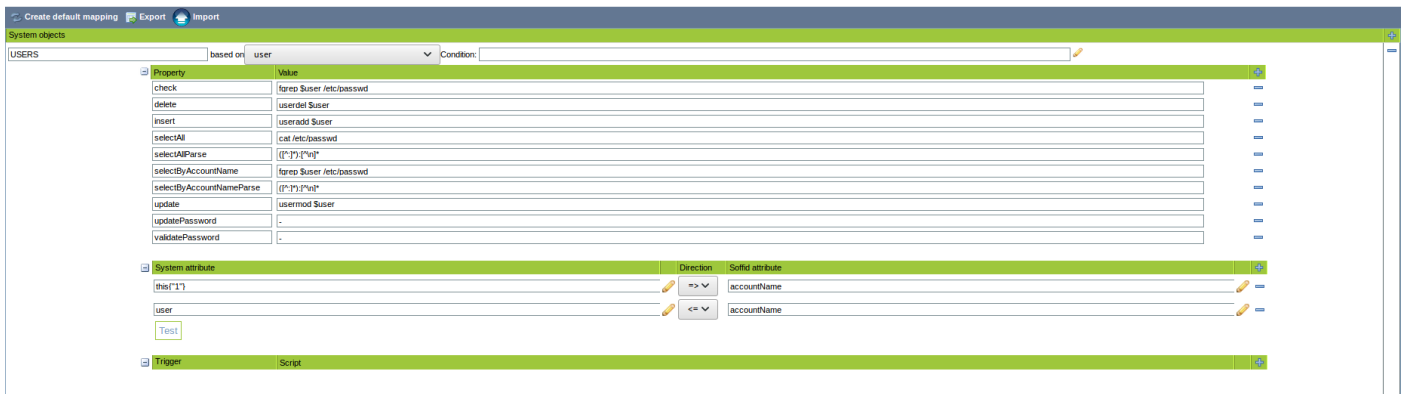 Create default mapping Export Import
System objects
USERS based on user Condition:
Property Value
check fgrep $user /etc/passwd
delete userdel $user
insert useradd $user
selectAll cat /etc/passwd
selectAllParse ([^:]*):[^\n]*
selectByAccountName fgrep $user /etc/passwd
selectByAccountNameParse ([^:]*):[^\n]*
update usermod $user
updatePassword -
validatePassword -
System attribute Direction Soffid attribute
this{"1"} => accountName
user <= accountName
Test
Trigger Script